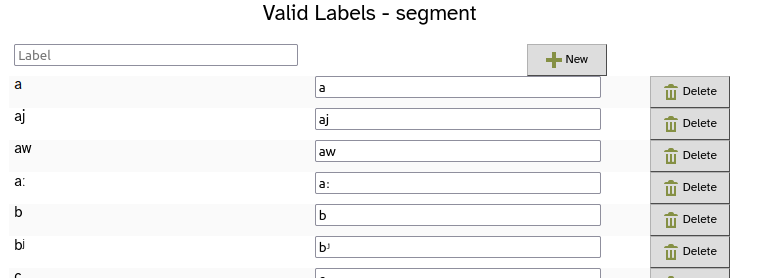 Valid Labels - segment
Label New
a a Delete
aj aj Delete
aw aw Delete
aː aː Delete
b b Delete
bʲ bʲ Delete
c